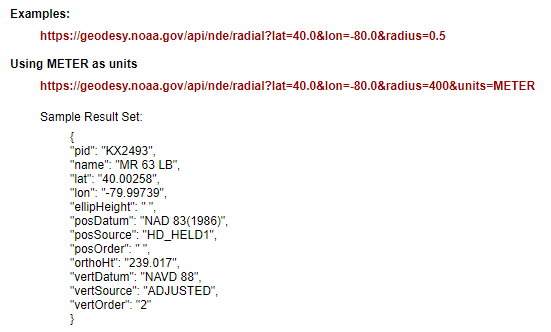 Examples:
https://geodesy.noaa.gov/api/nde/radial?lat=40.0&lon=-80.0&radius=0.5
Using METER as units
https://geodesy.noaa.gov/api/nde/radial?lat=40.0&lon=-80.0&radius=400&units=METER
Sample Result Set:
{
"pid": "KX2493",
"name": "MR 63 LB",
"lat": "40.00258",
"lon": "-79.99739",
"ellipHeight": " ",
"posDatum": "NAD 83(1986)",
"posSource": "HD_HELD1",
"posOrder": " ",
"orthoHt": "239.017",
"vertDatum": "NAVD 88",
"vertSource": "ADJUSTED",
"vertOrder": "2"
}